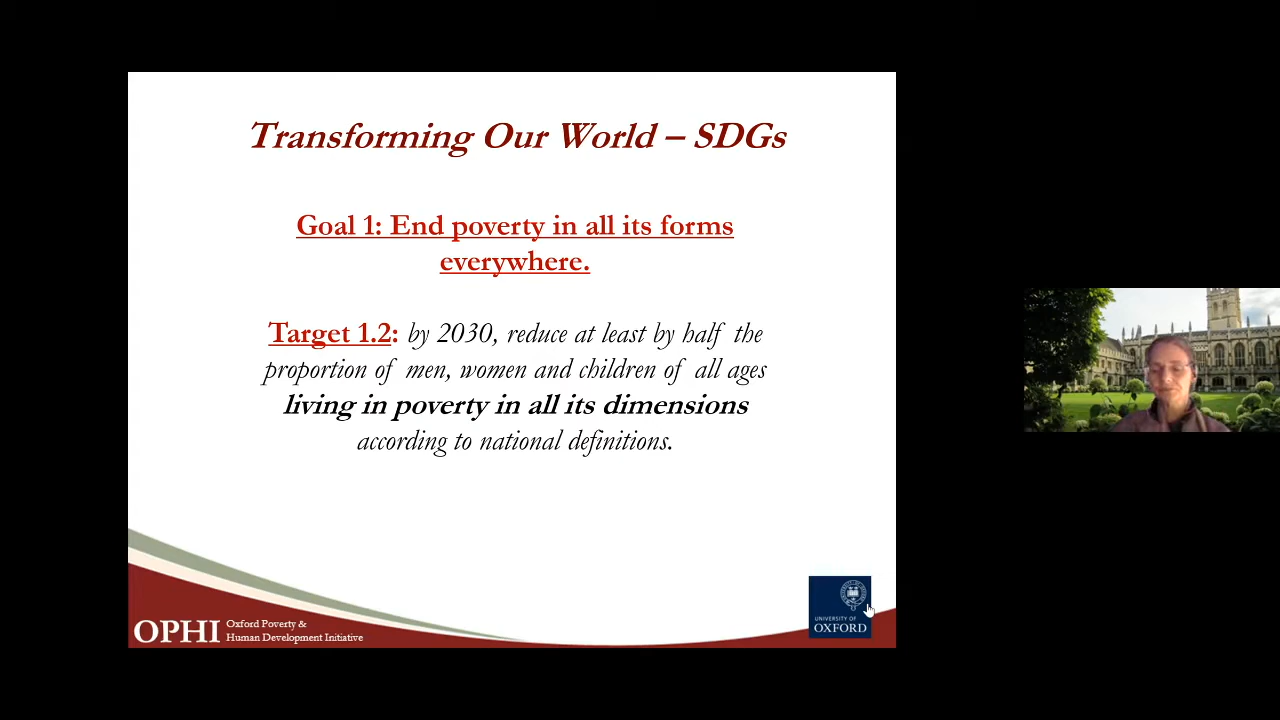 Transforming Our World – SDGs
Goal 1: End poverty in all its forms
everywhere.
Target 1.2: by 2030, reduce at least by half the
proportion of men, women and children of all ages
living in poverty in all its dimensions
according to national definitions.
OPHI
Oxford Poverty &
Human Development Initiative
UNIVERSITY OF
OXFORD